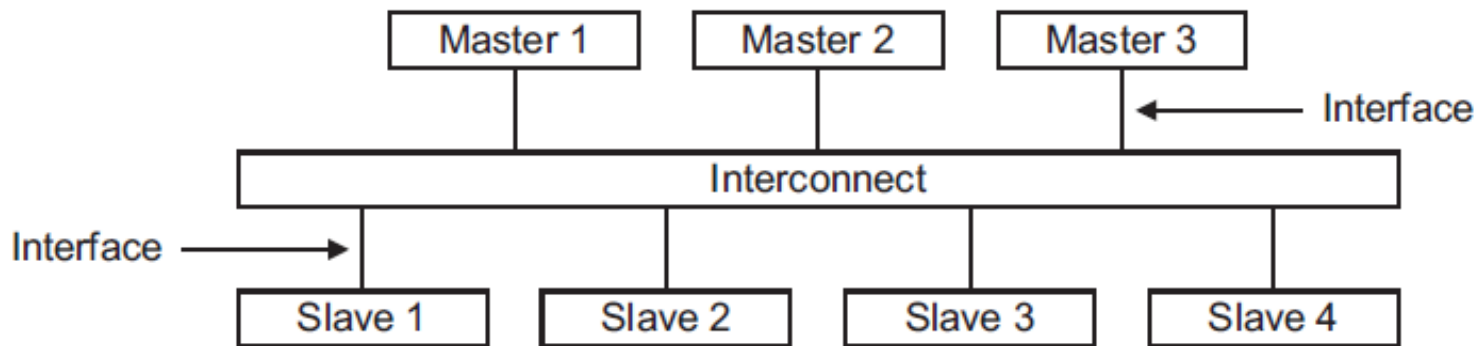 Master 1
Master 2
Master 3
Interface
Interconnect
Interface
Slave 1
Slave 2
Slave 3
Slave 4